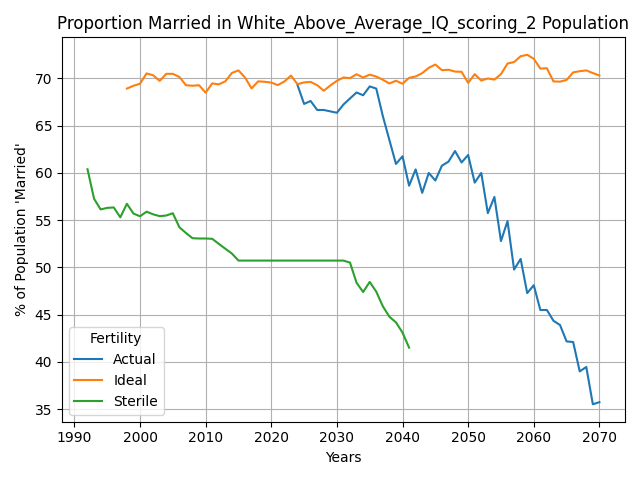 Proportion Married in White_Above_Average_IQ_scoring_2 Population
% of Population 'Married'
70
65
60
55
50
45
40
35
Fertility
Actual
Ideal
Sterile
1990 2000 2010 2020 2030 2040 2050 2060 2070
Years